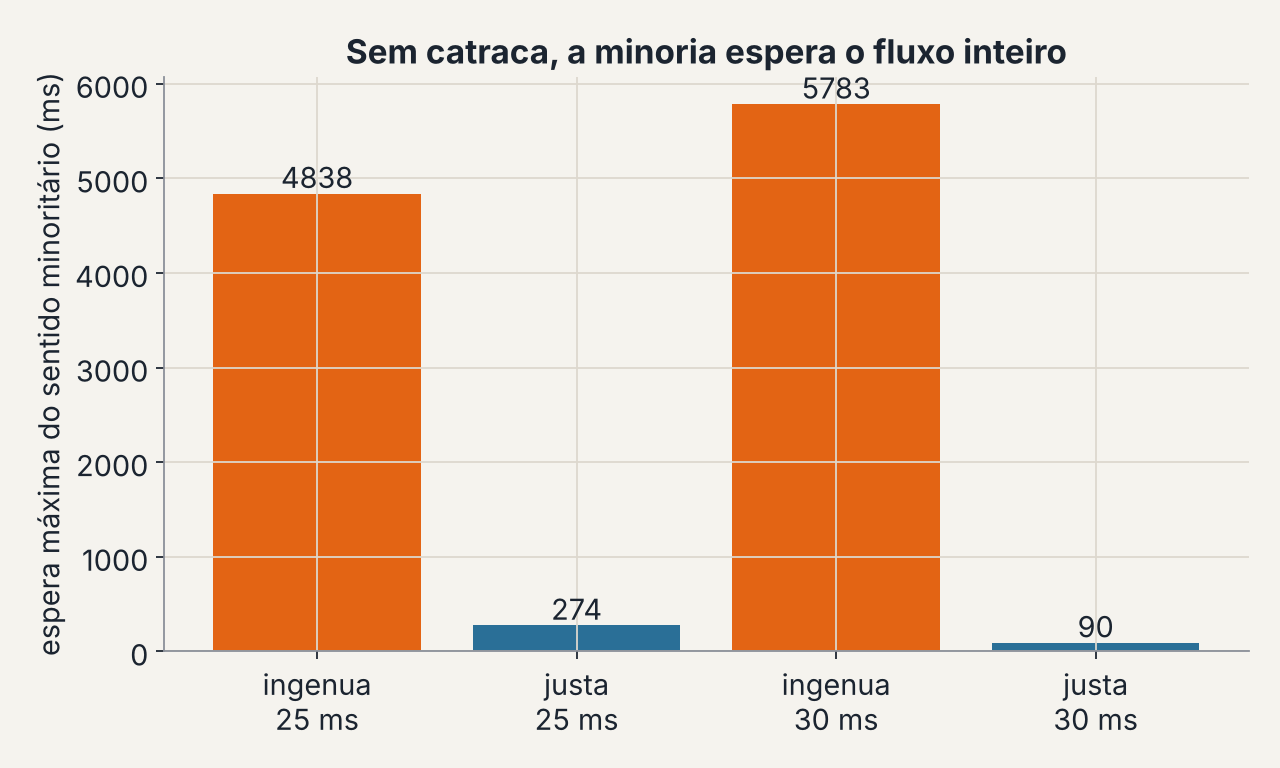 Sem catraca, a minoria espera o fluxo inteiro
espera máxima do sentido minoritário (ms)
6000
5000
4000
3000
2000
1000
0
4838
274
5783
90
ingenua
25 ms
justa
25 ms
ingenua
30 ms
justa
30 ms